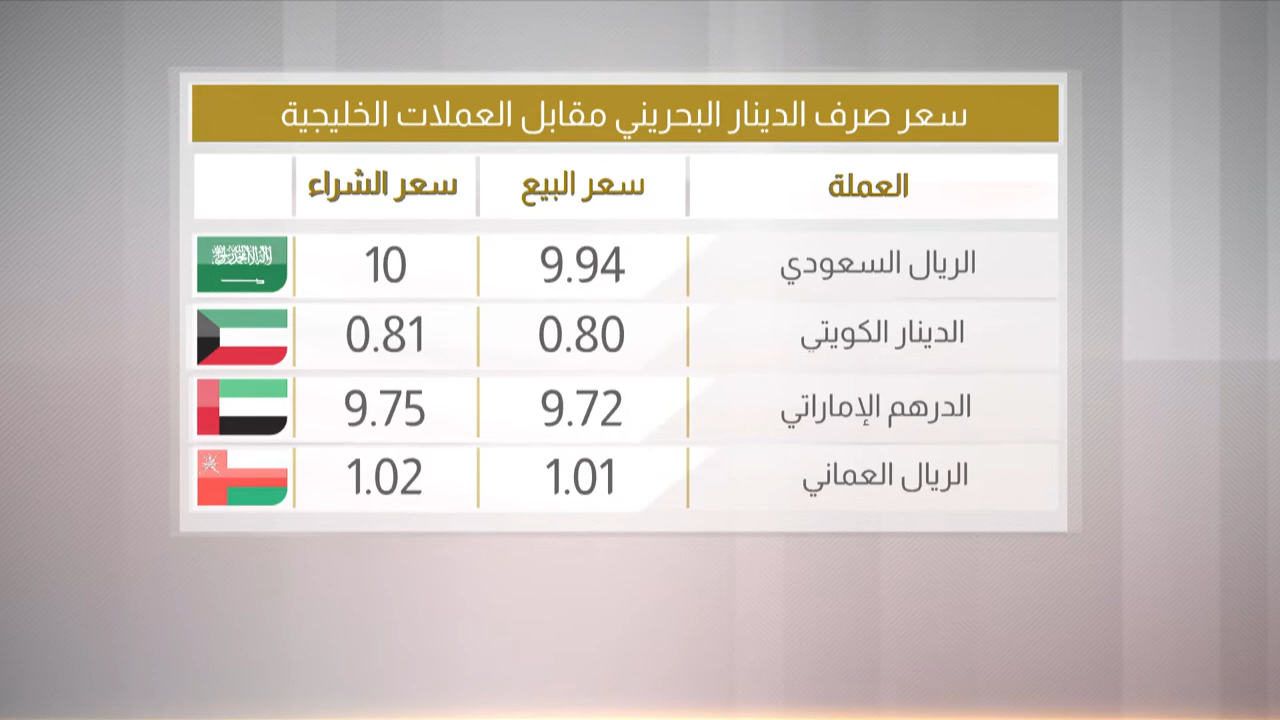 سعر صرف الدينار البحريني مقابل العملات الخليجية
العملة سعر البيع سعر الشراء
الريال السعودي 9.94 10
الدينار الكويتي 0.80 0.81
الدرهم الإماراتي 9.72 9.75
الريال العماني 1.01 1.02